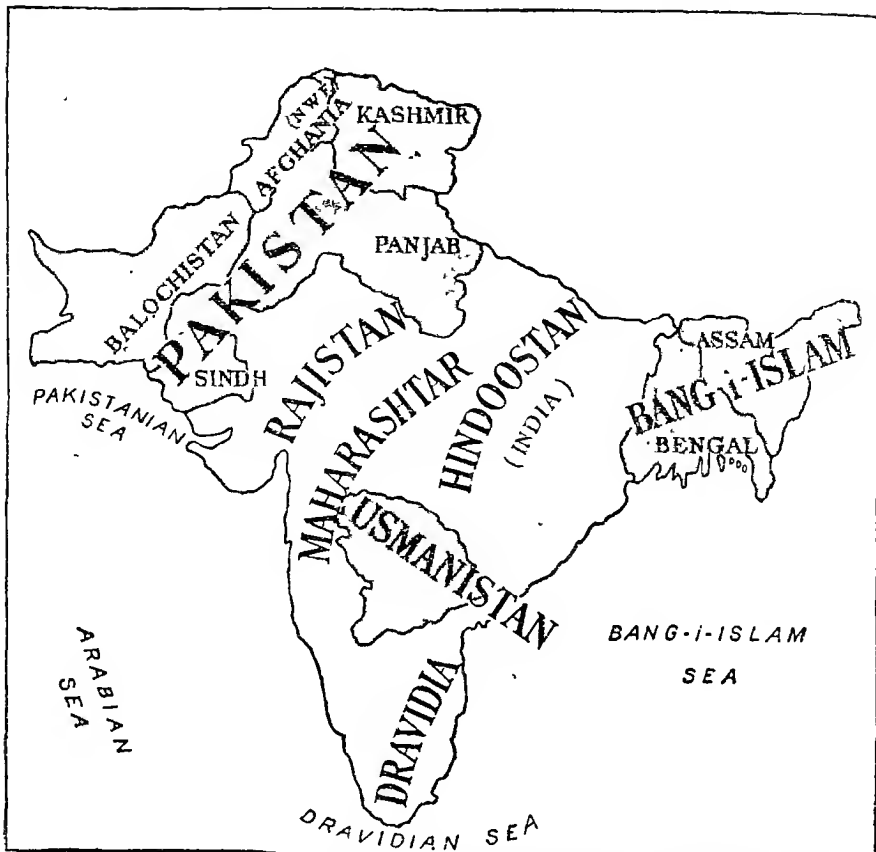 (NWF)
AFGHANIA
KASHMIR
PAKISTAN
BALOCHISTAN
PANJAB
SINDH
PAKISTANIAN
SEA
RAJISTAN
MAHARASHTAR
HINDOOSTAN
(INDIA)
ASSAM
BANG-i-ISLAM
BENGAL
USMANISTAN
ARABIAN
SEA
BANG-i-ISLAM
SEA
DRAVIDIA
DRAVIDIAN SEA